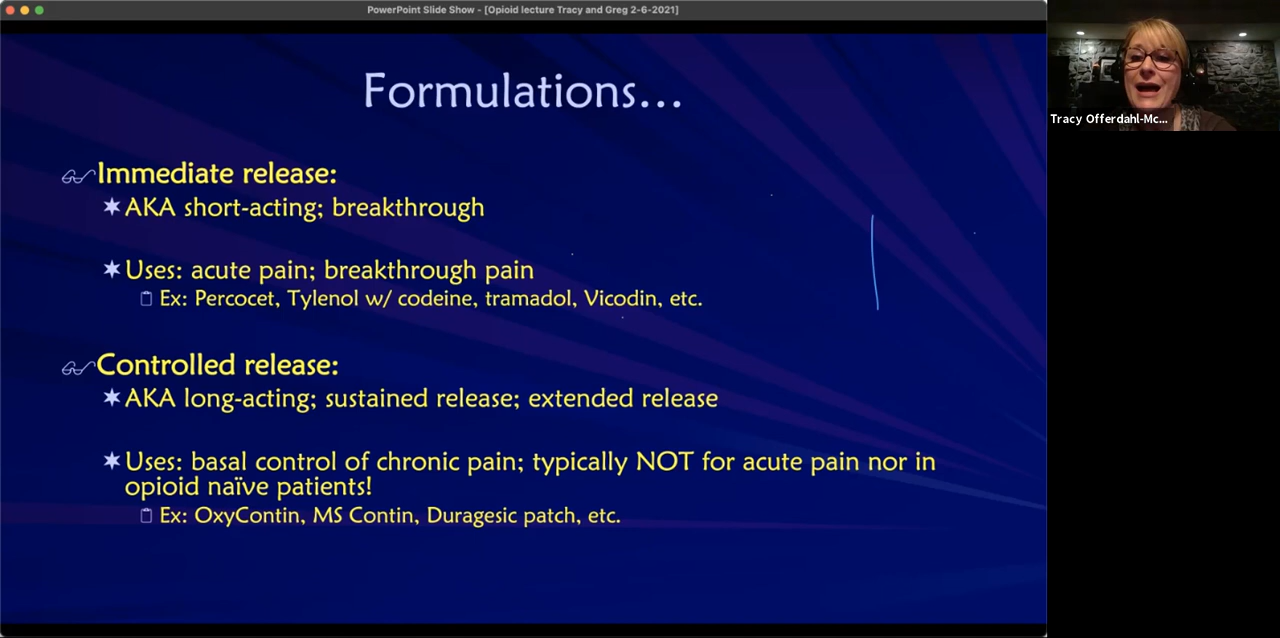 PowerPoint Slide Show - [Opioid lecture Tracy and Greg 2-6-2021]
Formulations...
Immediate release:
AKA short-acting; breakthrough
Uses: acute pain; breakthrough pain
Ex: Percocet, Tylenol w/ codeine, tramadol, Vicodin, etc.
Controlled release:
AKA long-acting; sustained release; extended release
Uses: basal control of chronic pain; typically NOT for acute pain nor in
opioid naïve patients!
Ex: OxyContin, MS Contin, Duragesic patch, etc.
Tracy Offerdahl-Mc...